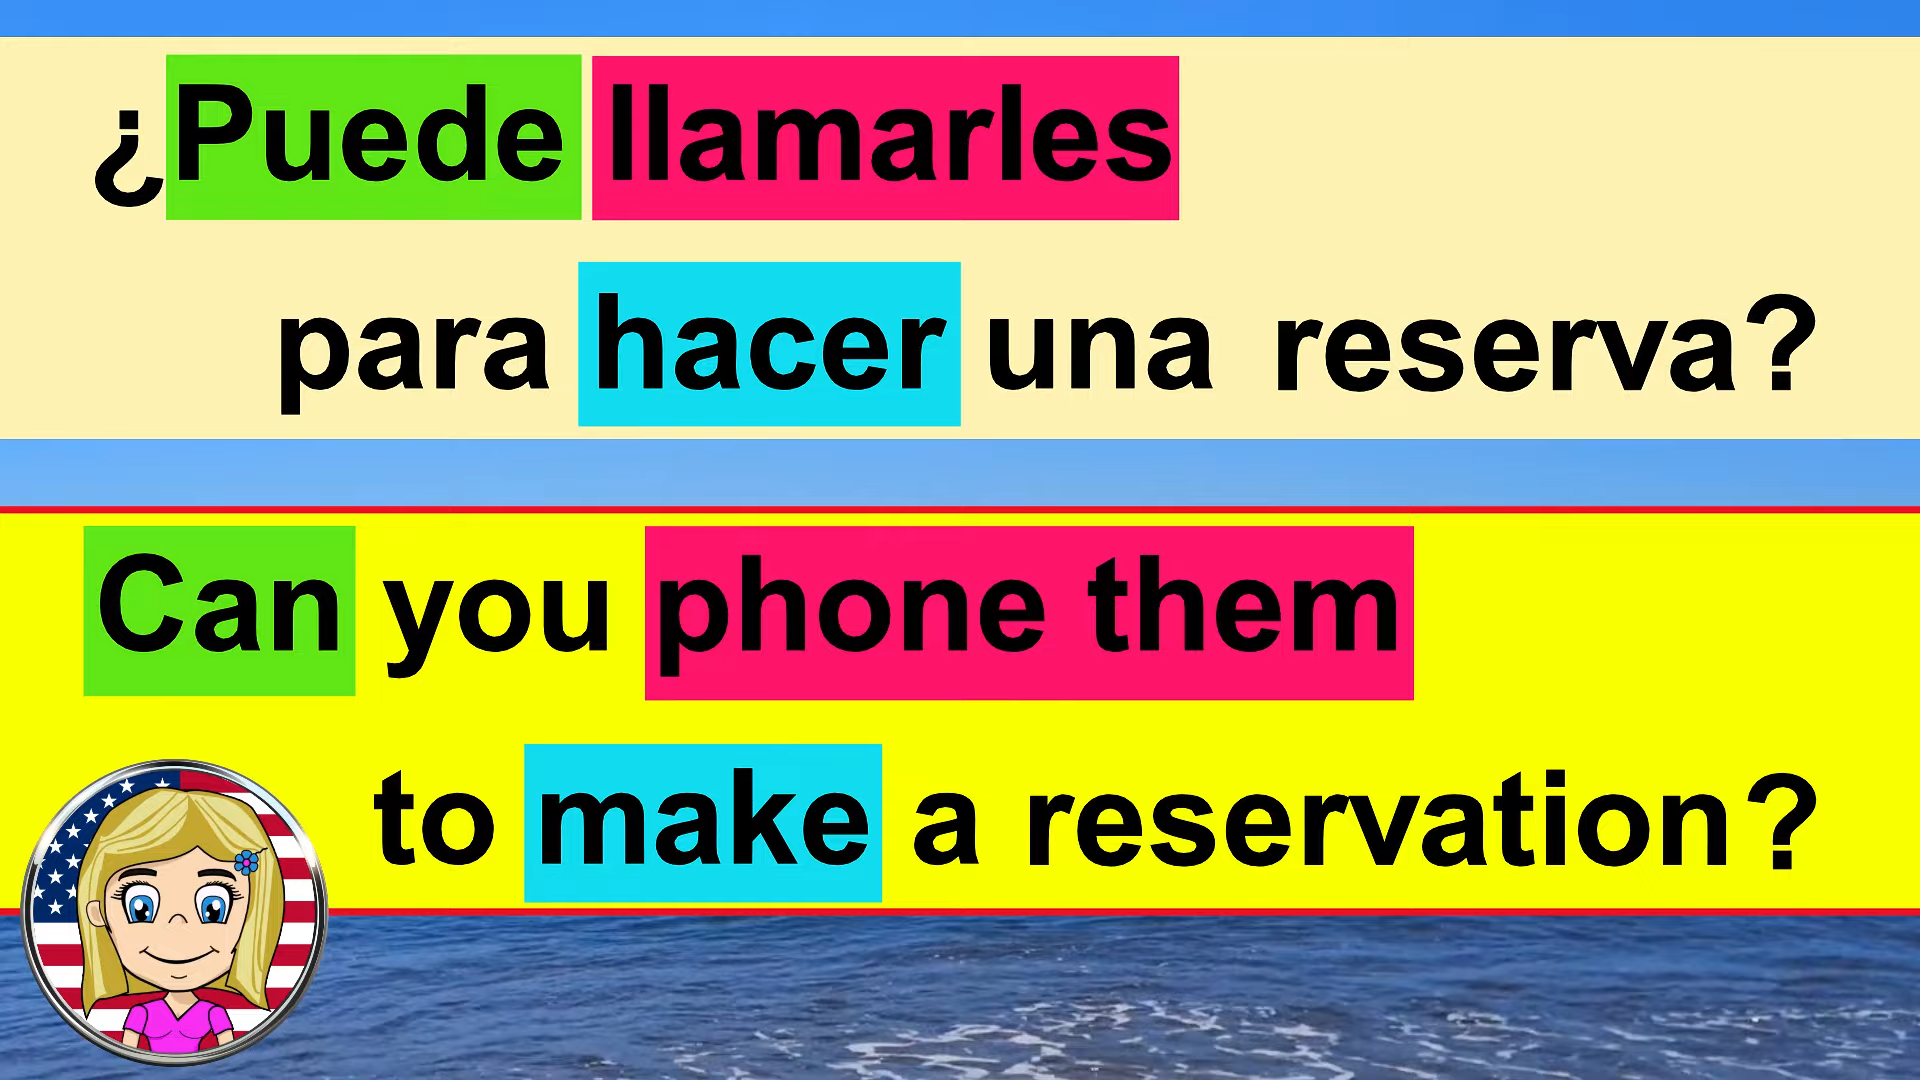 ¿Puede llamarles
para hacer una reserva?
Can you phone them
to make a reservation?